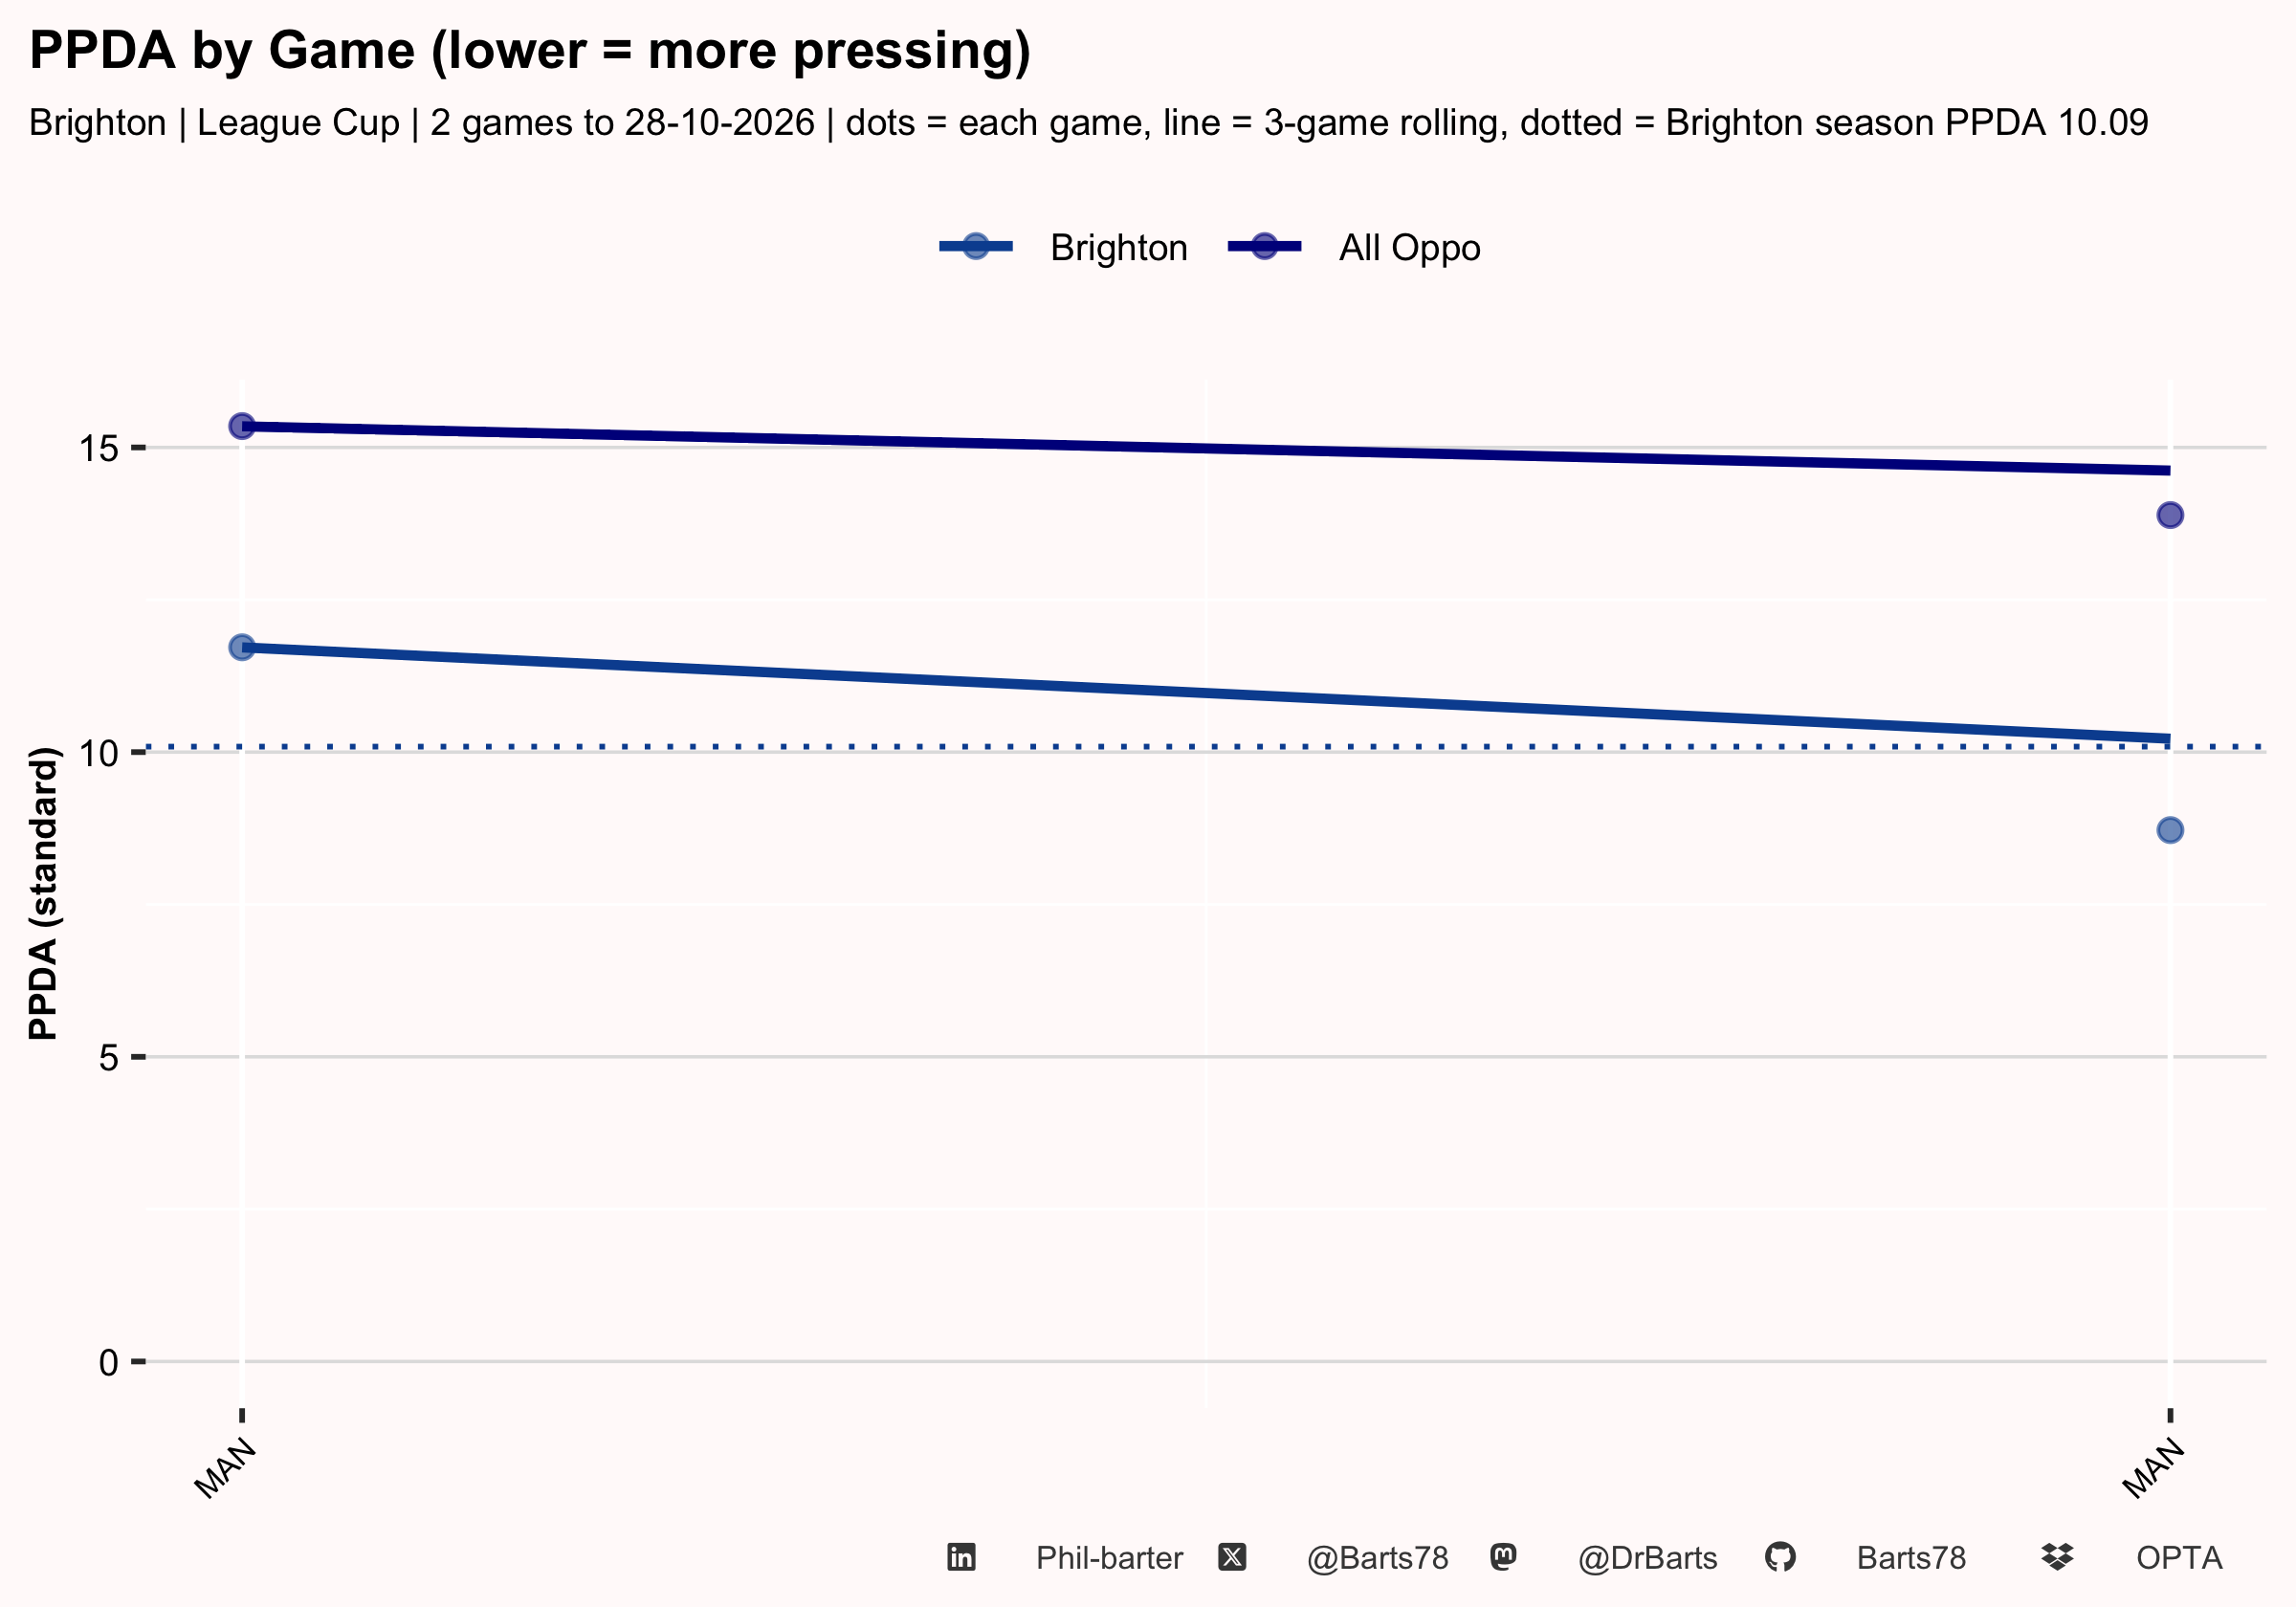 PPDA by Game (lower = more pressing)
Brighton | League Cup | 2 games to 28-10-2026 | dots = each game, line = 3-game rolling, dotted = Brighton season PPDA 10.09
Brighton
All Oppo
PPDA (standard)
15
10
5
0
MAN
MAN
Phil-barter @Barts78 @DrBarts Barts78 OPTA